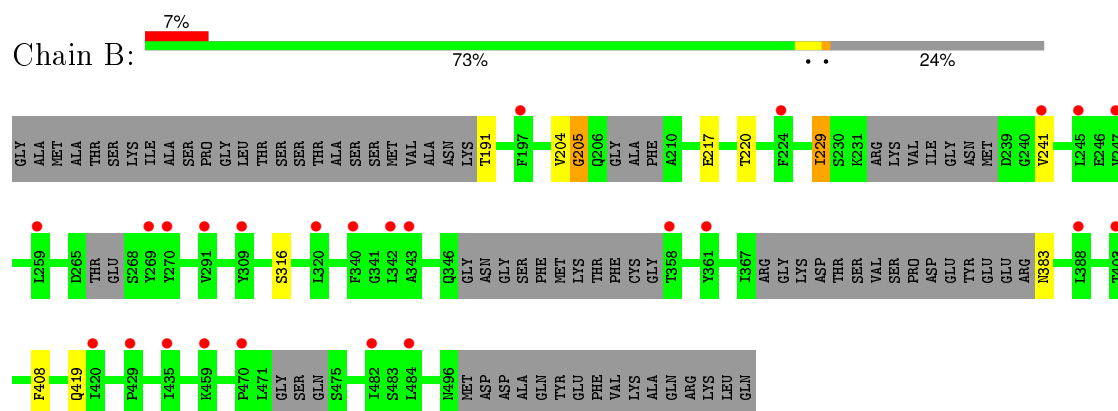 7%
Chain B:
73% • • 24%
GLY ALA MET ALA THR SER LYS ILE ALA SER PRO GLY LEU THR SER SER THR ALA SER SER MET VAL ALA ASN LYS T191 F197 V204 G205 Q206 GLY ALA PHE A210 E217 T220 F224 I229 S230 K231 ARG LYS VAL ILE GLY ASN MET D239 G240 V241 L245 E246
L259 D265 THR GLU S268 Y269 Y270 V291 Y309 S316 L320 F340 G341 L342 A343 Q346 GLY ASN GLY SER PHE MET LYS THR PHE CYS GLY T358 Y361 I367 ARG GLY LYS ASP THR SER VAL SER PRO ASP GLU TYR GLU GLU ARG N383 L388
F408 Q419 I420 P429 I435 K459 P470 L471 GLY SER GLN S475 I482 S483 L484 N496 MET ASP ASP ALA GLN TYR GLU PHE VAL LYS ALA GLN ARG LYS LEU GLN